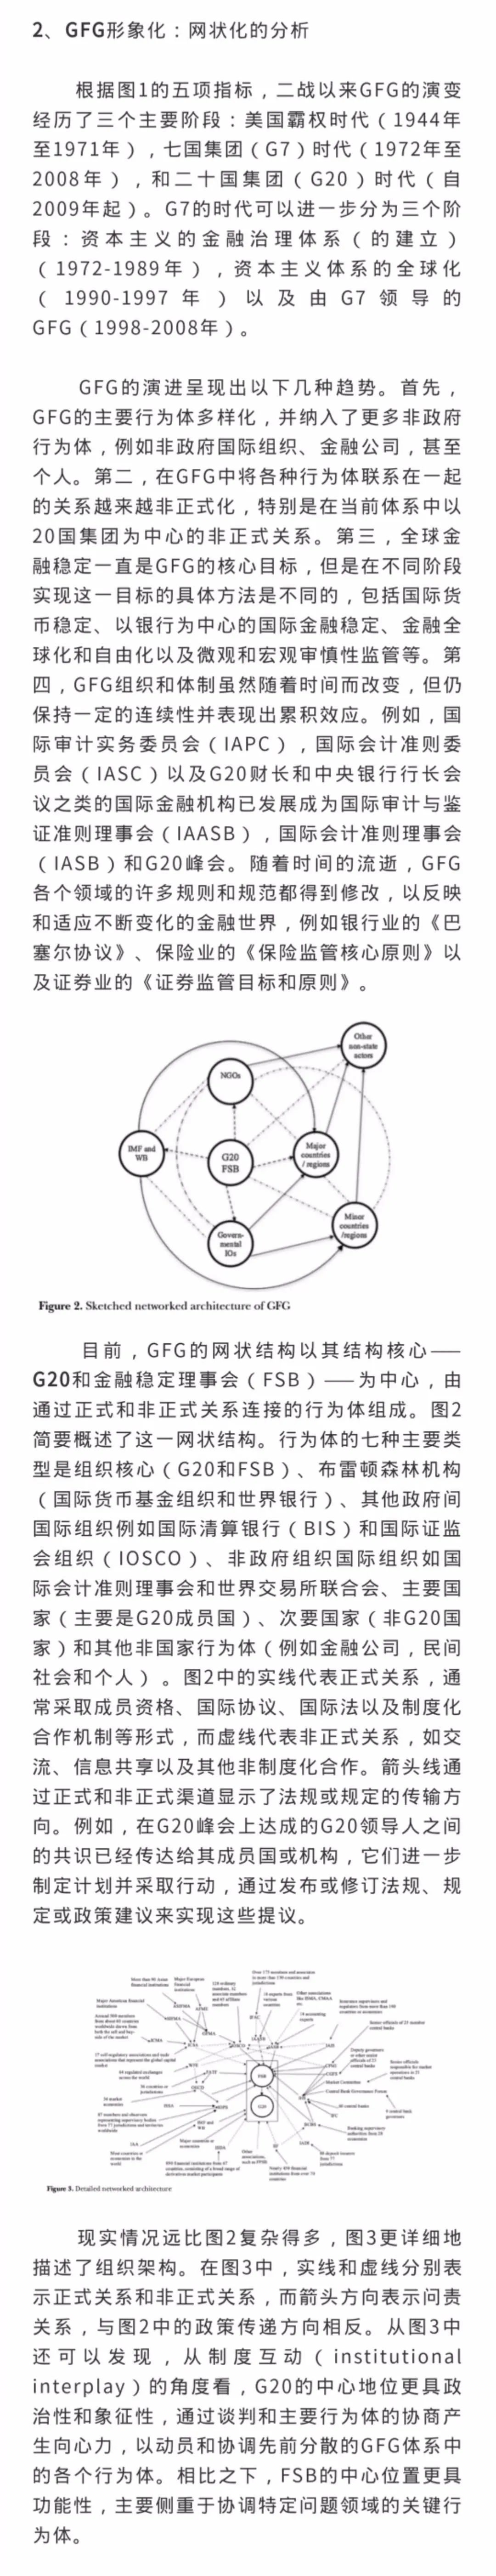 2、GFG形象化：网状化的分析
根据图1的五项指标，二战以来GFG的演变
经历了三个主要阶段：美国霸权时代（1944年
至1971年），七国集团（G7）时代（1972年至
2008年），和二十国集团（G20）时代（自
2009年起）。G7的时代可以进一步分为三个阶
段：资本主义的金融治理体系（的建立）
（1972-1989年），资本主义体系的全球化
（1990-1997年）以及由G7领导的
GFG（1998-2008年）。
GFG的演进呈现出以下几种趋势。首先，
GFG的主要行为体多样化，并纳入了更多非政府
行为体，例如非政府国际组织、金融公司，甚至
个人。第二，在GFG中将各种行为体联系在一起
的关系越来越非正式化，特别是在当前体系中以
20国集团为中心的非正式关系。第三，全球金
融稳定一直是GFG的核心目标，但是在不同阶段
实现这一目标的具体方法是不同的，包括国际货
币稳定、以银行为中心的国际金融稳定、金融全
球化和自由化以及微观和宏观审慎性监管等。第
四，GFG组织和体制虽然随着时间而改变，但仍
保持一定的连续性并表现出累积效应。例如，国
际审计实务委员会（IAPC），国际会计准则委
员会（IASC）以及G20财长和中央银行行长会
议之类的国际金融机构已发展成为国际审计与鉴
证准则理事会（IAASB），国际会计准则理事会
（IASB）和G20峰会。随着时间的流逝，GFG
各个领域的许多规则和规范都得到修改，以反映
和适应不断变化的金融世界，例如银行业的《巴
塞尔协议》、保险业的《保险监管核心原则》以
及证券业的《证券监管目标和原则》。
Other
non-state
actors
NGOs
IMF and
WB
G20
FSB
Major
countries
/ regions
Minor
countries
/regions
Govern-
mental
IOs
Figure 2. Sketched networked architecture of GFG
目前，GFG的网状结构以其结构核心——
G20和金融稳定理事会（FSB）——为中心，由
通过正式和非正式关系连接的行为体组成。图2
简要概述了这一网状结构。行为体的七种主要类
型是组织核心（G20和FSB）、布雷顿森林机构
（国际货币基金组织和世界银行）、其他政府间
国际组织例如国际清算银行（BIS）和国际证监
会组织（IOSCO）、非政府组织国际组织如国
际会计准则理事会和世界交易所联合会、主要国
家（主要是G20成员国）、次要国家（非G20国
家）和其他非国家行为体（例如金融公司，民间
社会和个人）。图2中的实线代表正式关系，通
常采取成员资格、国际协议、国际法以及制度化
合作机制等形式，而虚线代表非正式关系，如交
流、信息共享以及其他非制度化合作。箭头线通
过正式和非正式渠道显示了法规或规定的传输方
向。例如，在G20峰会上达成的G20领导人之间
的共识已经传达给其成员国或机构，它们进一步
制定计划并采取行动，通过发布或修订法规、规
定或政策建议来实现这些提议。
FSB
G20
Figure 3. Detailed networked architecture
现实情况远比图2复杂得多，图3更详细地
描述了组织架构。在图3中，实线和虚线分别表
示正式关系和非正式关系，而箭头方向表示问责
关系，与图2中的政策传递方向相反。从图3中
还可以发现，从制度互动（institutional
interplay）的角度看，G20的中心地位更具政
治性和象征性，通过谈判和主要行为体的协商产
生向心力，以动员和协调先前分散的GFG体系中
的各个行为体。相比之下，FSB的中心位置更具
功能性，主要侧重于协调特定问题领域的关键行
为体。